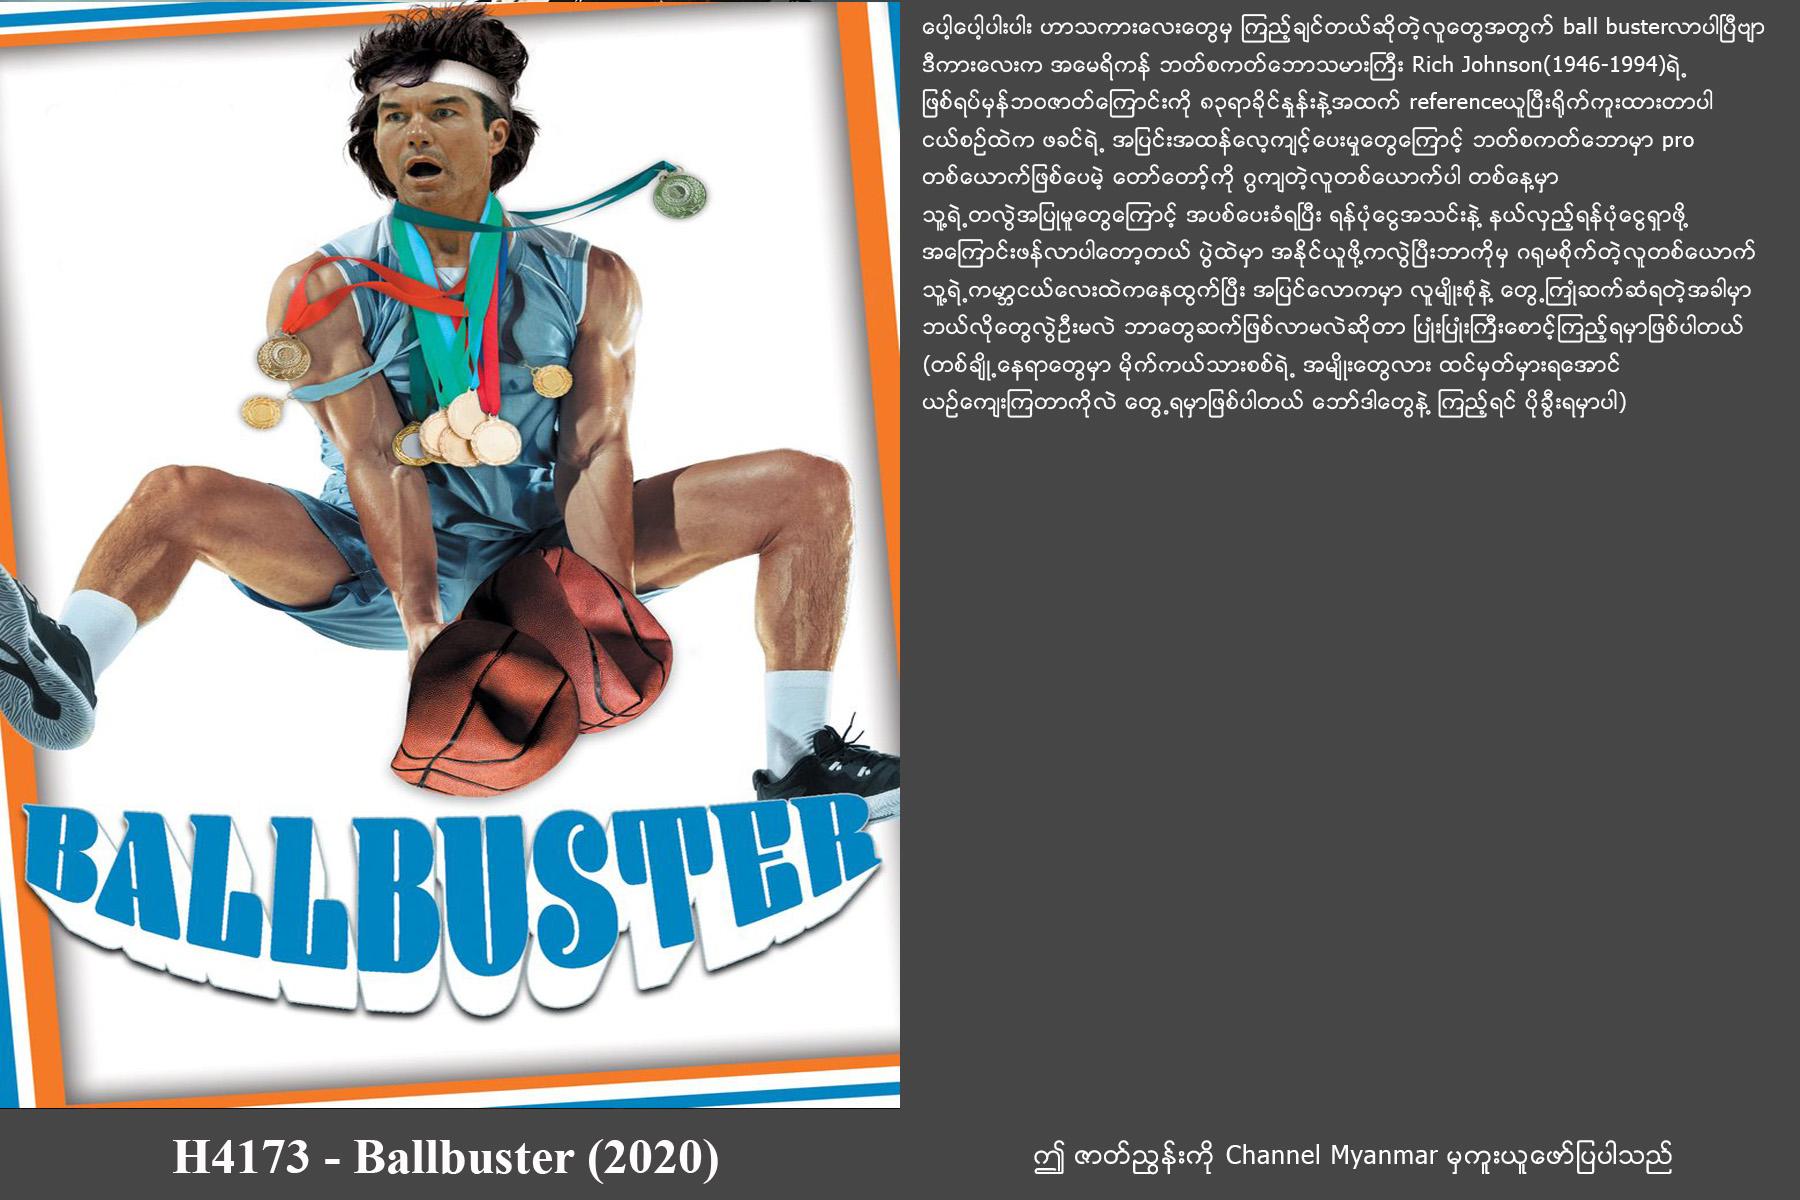 ပေါ့ပေါ့ပါးပါး ဟာသကားလေးတွေမှ ကြည့်ချင်တယ်ဆိုတဲ့လူတွေအတွက် ball busterလာပါပြီဗျာ
ဒီကားလေးက အမေရိကန် ဘတ်စကတ်ဘောသမားကြီး Rich Johnson(1946-1994)ရဲ့
ဖြစ်ရပ်မှန်ဘဝဇာတ်ကြောင်းကို ၈၃ရာခိုင်နှုန်းနဲ့အထက် referenceယူပြီးရိုက်ကူးထားတာပါ
ငယ်စဉ်ထဲက ဖခင်ရဲ့ အပြင်းအထန်လေ့ကျင့်ပေးမှုတွေကြောင့် ဘတ်စကတ်ဘောမှာ pro
တစ်ယောက်ဖြစ်ပေမဲ့ တော်တော့်ကို ဂွကျတဲ့လူတစ်ယောက်ပါ တစ်နေ့မှာ
သူ့ရဲ့တလွဲအပြုမူတွေကြောင့် အပစ်ပေးခံရပြီး ရန်ပုံငွေအသင်းနဲ့ နယ်လှည့်ရန်ပုံငွေရှာဖို့
အကြောင်းဖန်လာပါတော့တယ် ပွဲထဲမှာ အနိုင်ယူဖို့ကလွဲပြီးဘာကိုမှ ဂရုမစိုက်တဲ့လူတစ်ယောက်
သူ့ရဲ့ကမ္ဘာငယ်လေးထဲကနေထွက်ပြီး အပြင်လောကမှာ လူမျိုးစုံနဲ့ တွေ့ကြုံဆက်ဆံရတဲ့အခါမှာ
ဘယ်လိုတွေလွဲဦးမလဲ ဘာတွေဆက်ဖြစ်လာမလဲဆိုတာ ပြုံးပြုံးကြီးစောင့်ကြည့်ရမှာဖြစ်ပါတယ်
(တစ်ချို့နေရာတွေမှာ မိုက်ကယ်သားစစ်ရဲ့ အမျိုးတွေလား ထင်မှတ်မှားရအောင်
ယဉ်ကျေးကြတာကိုလဲ တွေ့ရမှာဖြစ်ပါတယ် ဘော်ဒါတွေနဲ့ ကြည့်ရင် ပိုခွီးရမှာပါ)
BALLBUSTER
H4173 - Ballbuster (2020)
ဤ ဇာတ်ညွှန်းကို Channel Myanmar မှကူးယူဖော်ပြပါသည်